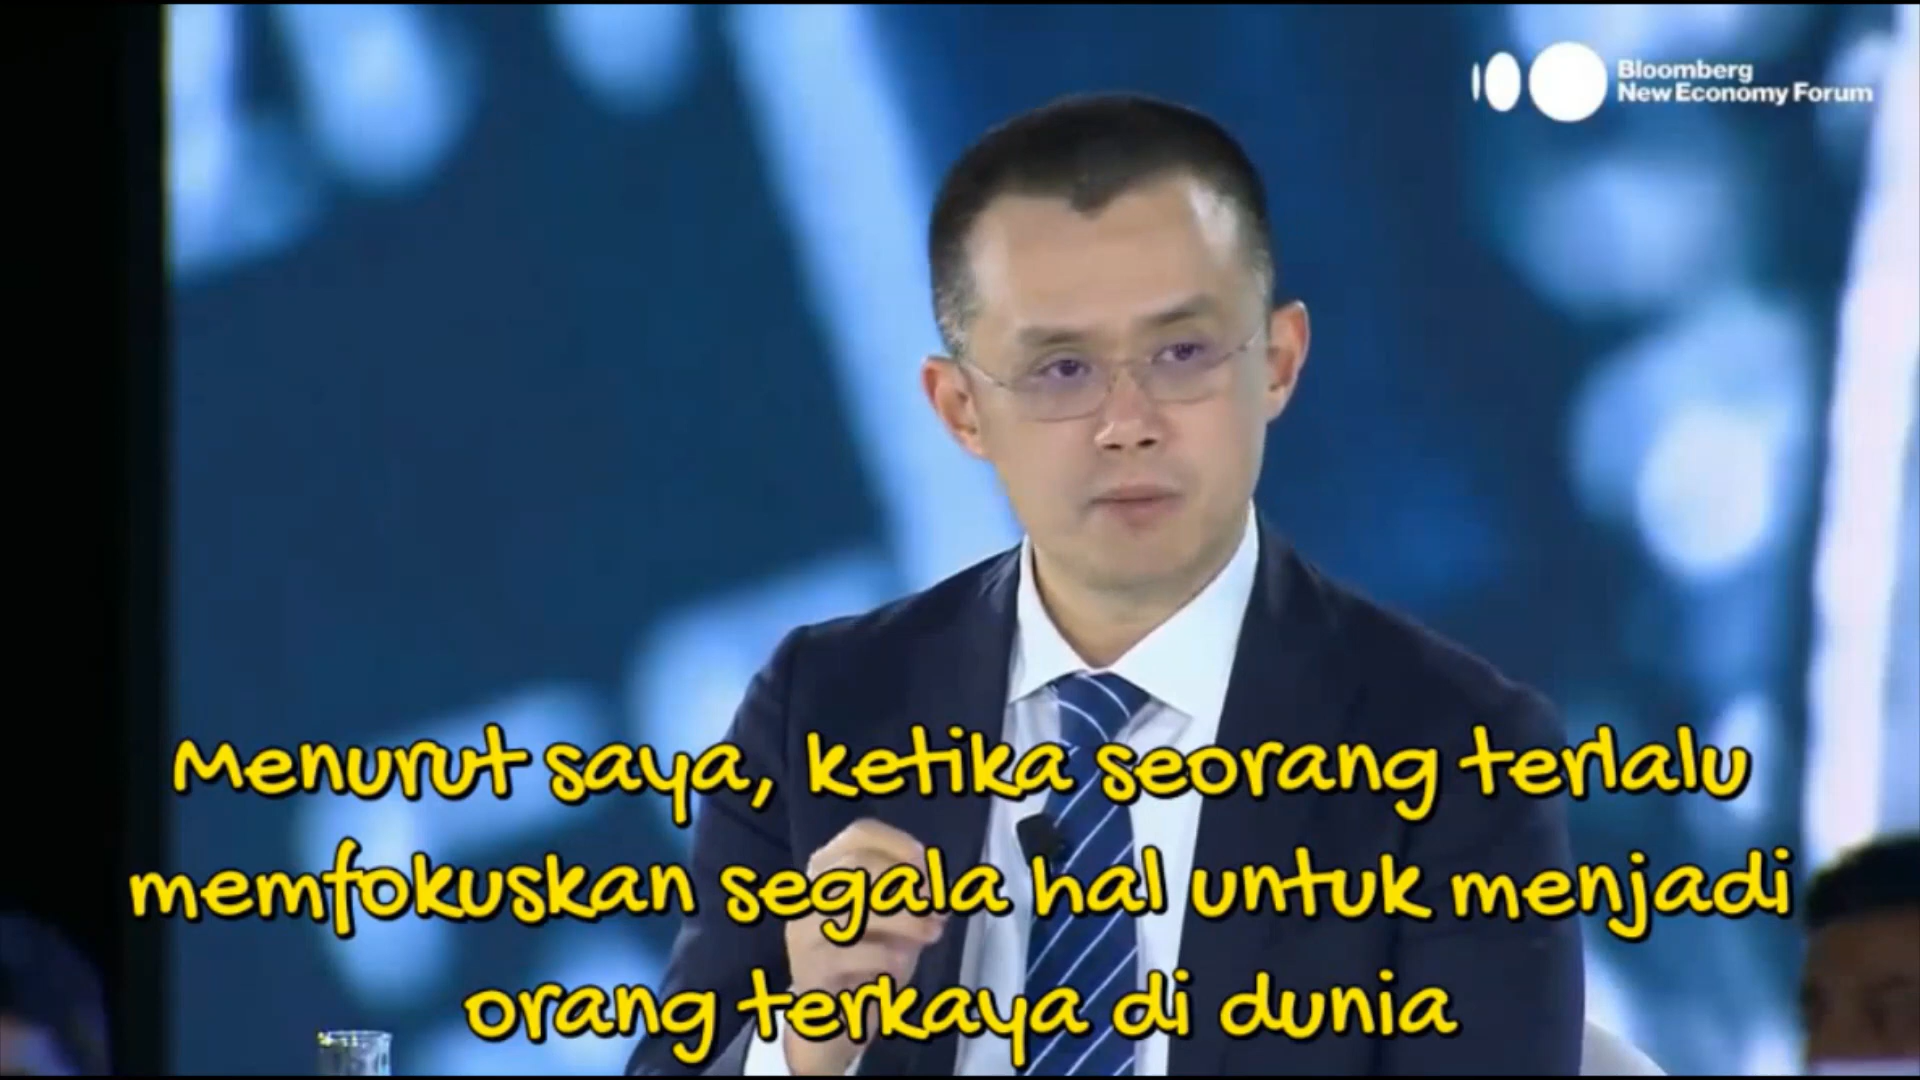 Bloomberg
New Economy Forum
Menurut saya, ketika seorang terlalu
memfokuskan segala hal untuk menjadi
orang terkaya di dunia